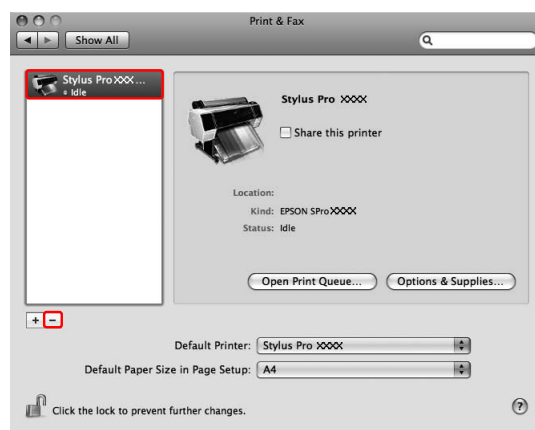 Print & Fax
Show All
Stylus Pro XXX...
Idle
Stylus Pro XXXX
Share this printer
Location:
Kind: EPSON SPro XXXX
Status: Idle
Open Print Queue...
Options & Supplies...
+ −
Default Printer: Stylus Pro XXXX
Default Paper Size in Page Setup: A4
Click the lock to prevent further changes.
?